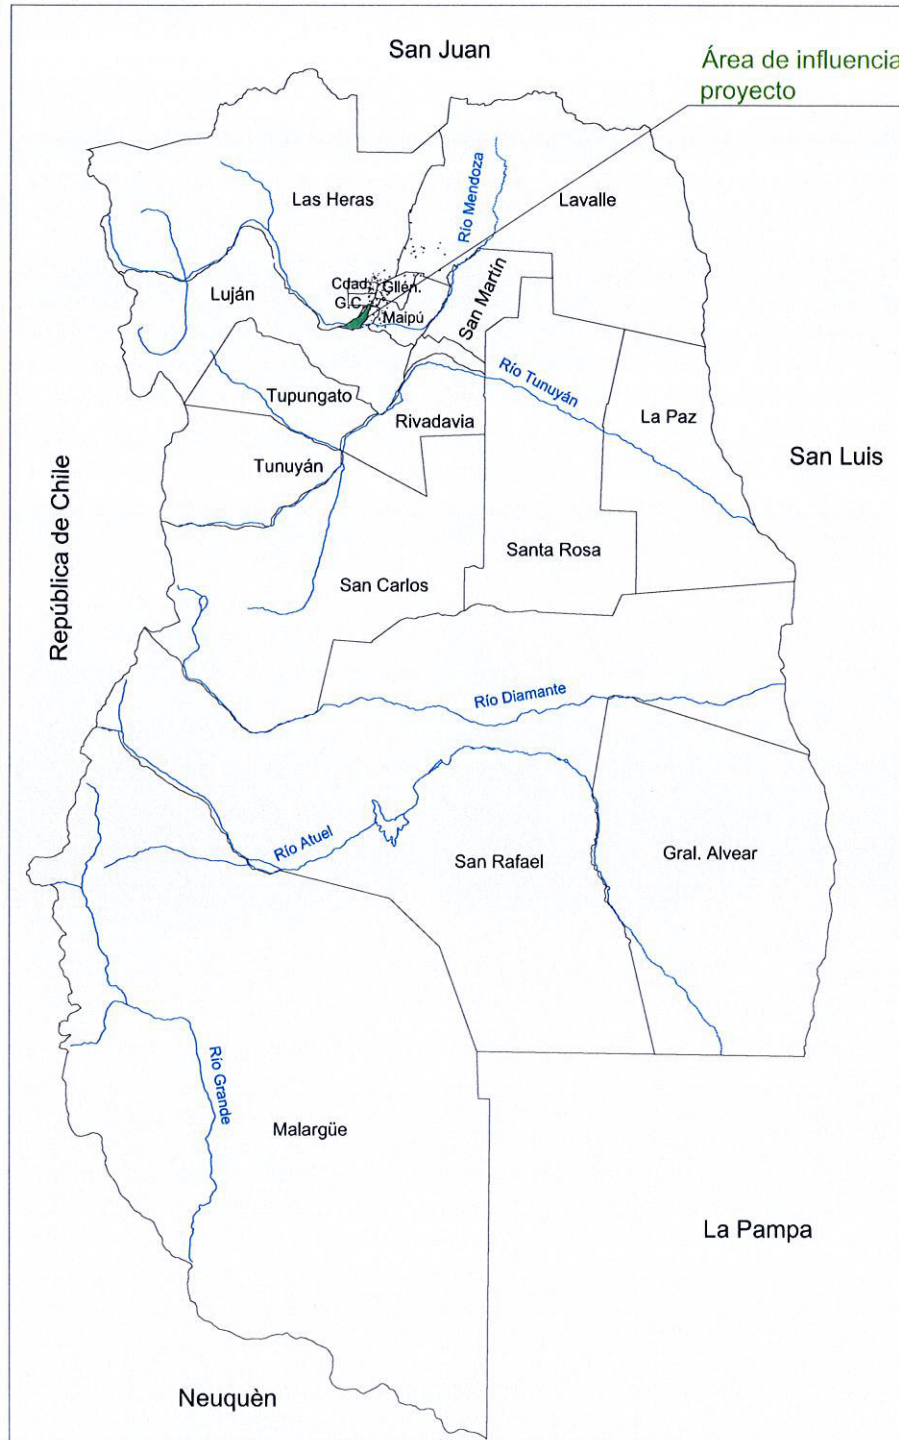 San Juan
Área de influencia
proyecto
Las Heras
Río Mendoza
Lavalle
Cdad.
Gllén.
G.C.
Luján
Maipú
San Martín
Río Tunuyán
Tupungato
Rivadavia
La Paz
Tunuyán
San Luis
República de Chile
Santa Rosa
San Carlos
Río Diamante
Río Atuel
San Rafael
Gral. Alvear
Río Grande
Malargüe
La Pampa
Neuquèn